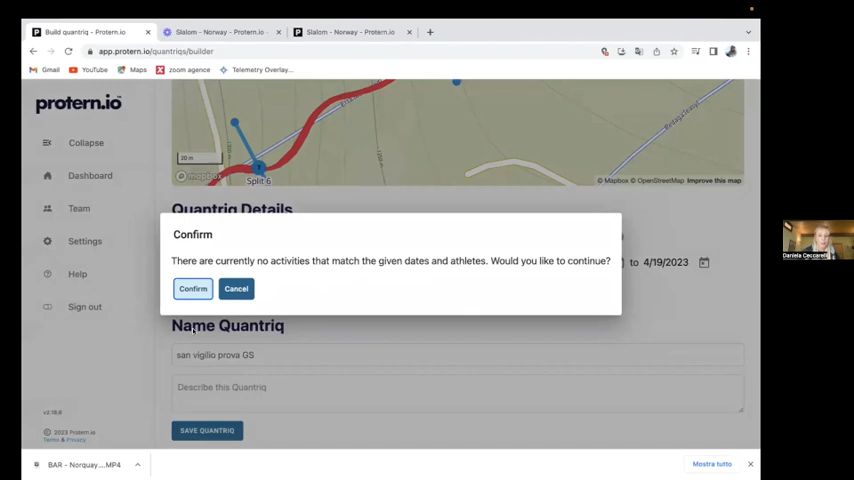 Build quantriq - Protern.io
Slalom - Norway - Protern.io
Slalom - Norway - Protern.io
app.protern.io/quantriqs/builder
Gmail
YouTube
Maps
zoom agence
Telemetry Overlay...
protern.io
Collapse
Dashboard
Team
Settings
Help
Sign out
v2.18.6
© 2023 Protern.io
Terms & Privacy
20 m
mapbox
Split 6
© Mapbox © OpenStreetMap Improve this map
Quantriq Details
to 4/19/2023
Confirm
There are currently no activities that match the given dates and athletes. Would you like to continue?
Confirm
Cancel
Name Quantriq
san vigilio prova GS
Describe this Quantriq
SAVE QUANTRIQ
BAR - Norquay....MP4
Mostra tutto
Daniela Ceccarelli